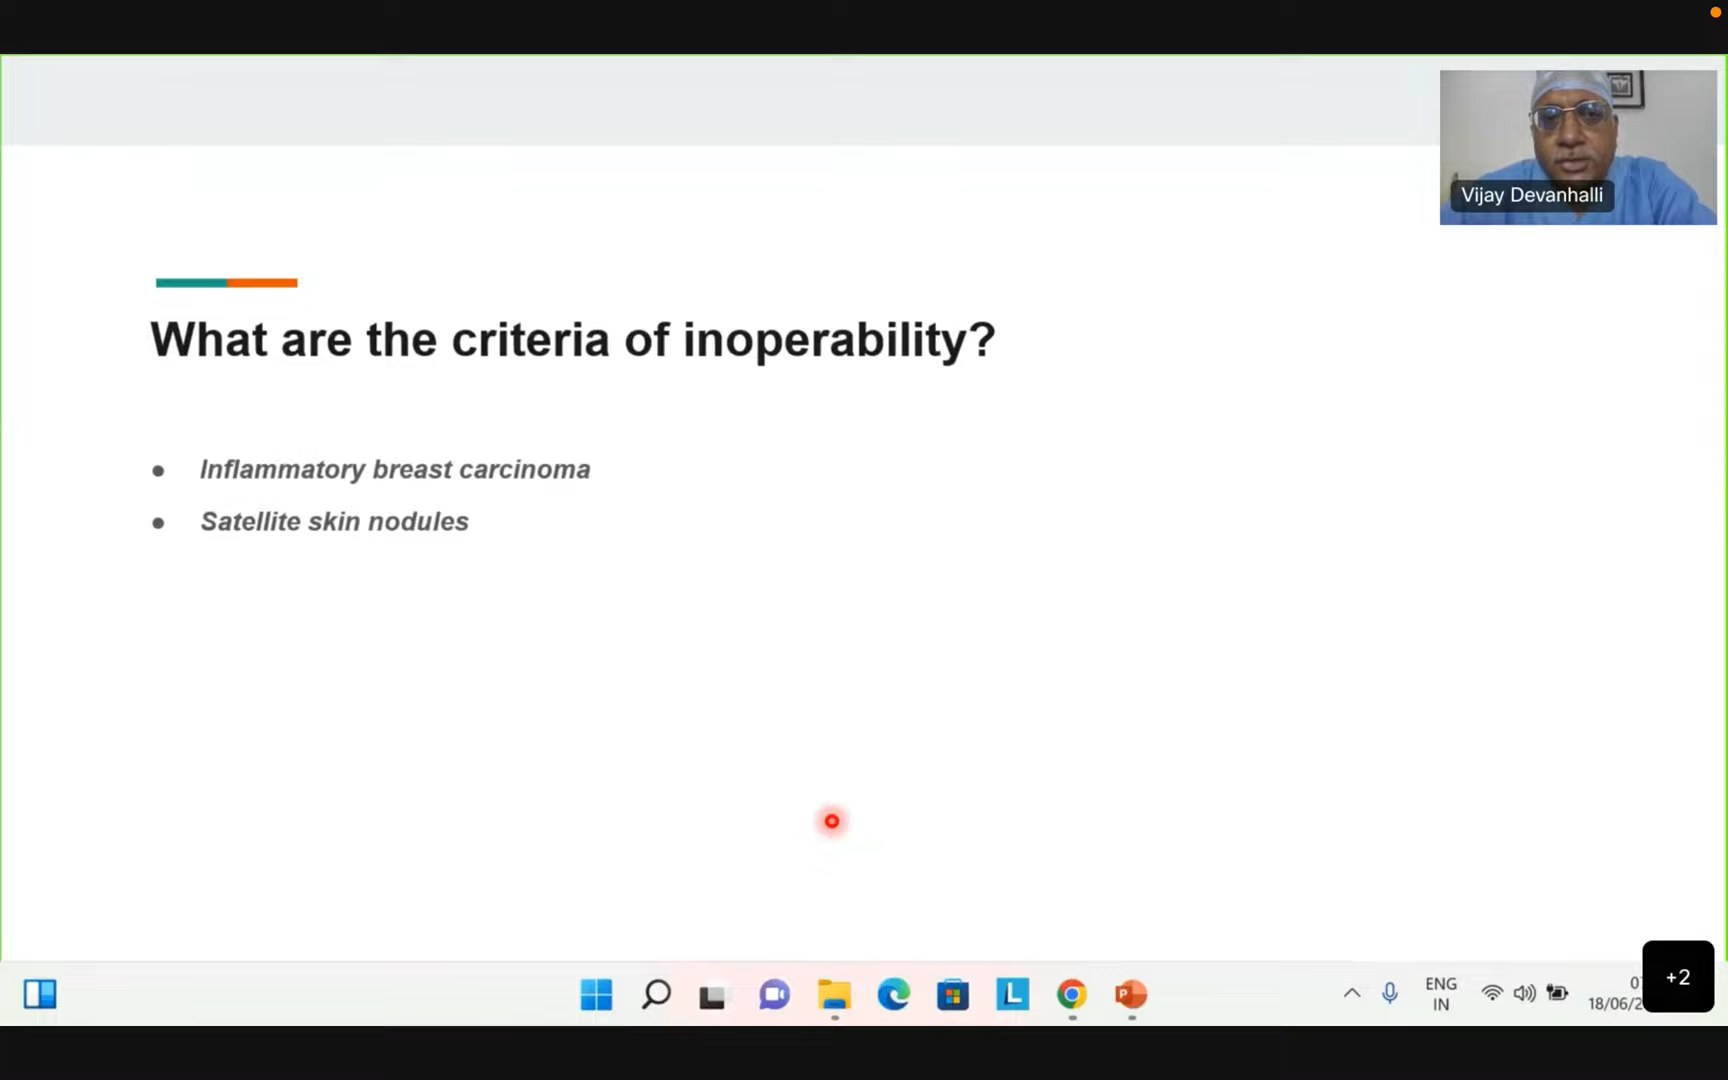 Vijay Devanhalli
What are the criteria of inoperability?
● Inflammatory breast carcinoma
● Satellite skin nodules
ENG
IN
18/06/2
+2